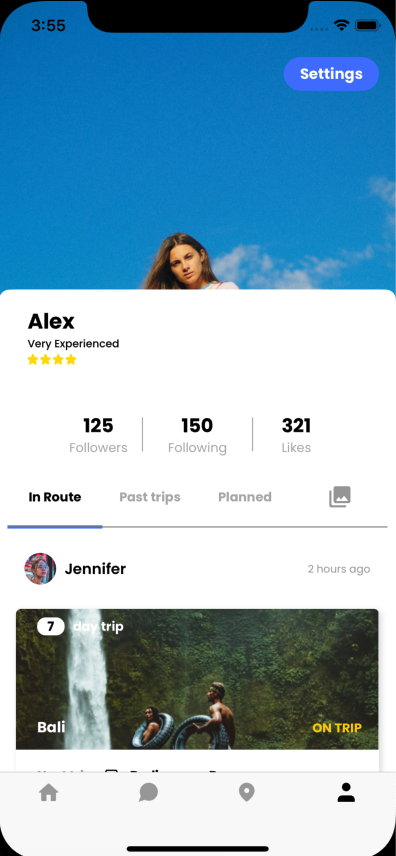 3:55
Settings
Alex
Very Experienced
125
150
321
Followers
Following
Likes
In Route
Past trips
Planned
Jennifer
2 hours ago
7 day trip
Bali
ON TRIP